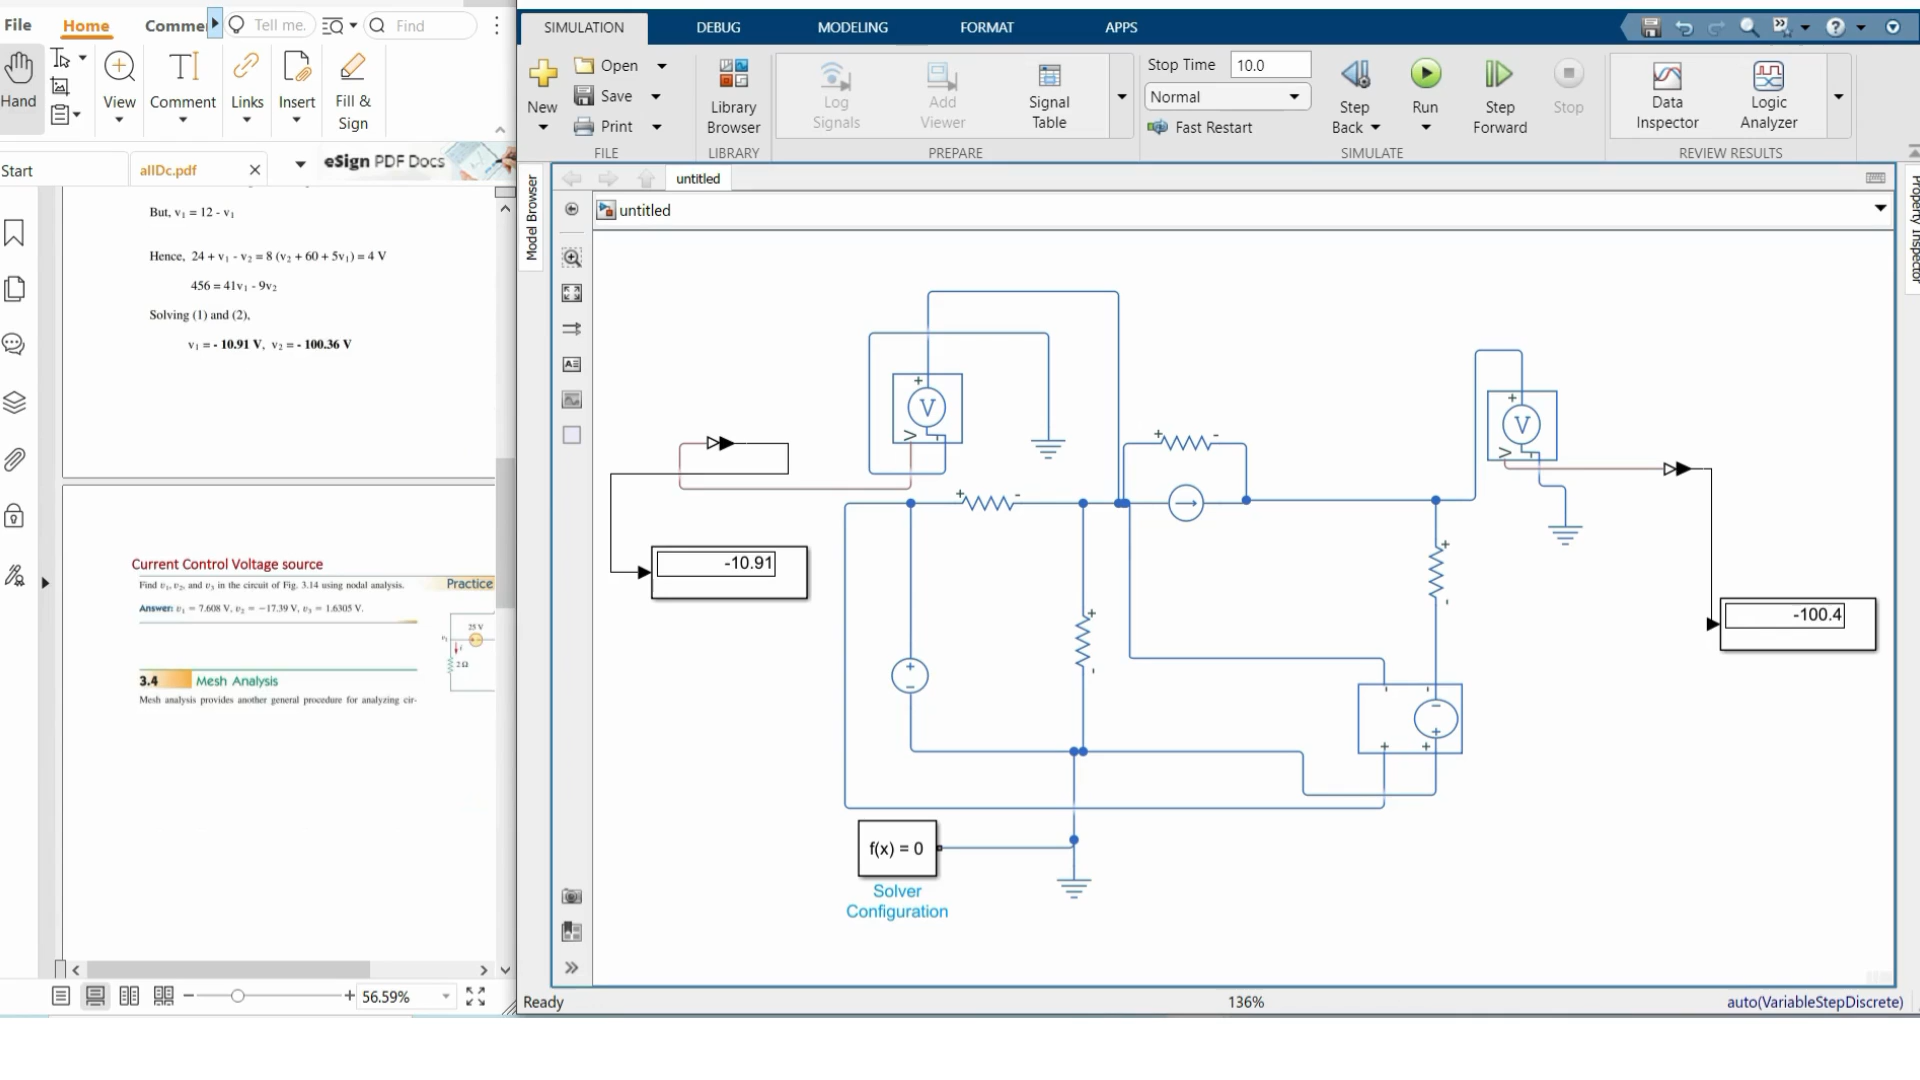 File
Home
Comme
Tell me.
Find
Hand
View
Comment
Links
Insert
Fill &
Sign
Start
allDc.pdf
eSign PDF Docs
But, v₁ = 12 - v₁
Hence, 24 + v₁ - v₂ = 8 (v₂ + 60 + 5v₁) = 4 V
456 = 41v₁ - 9v₂
Solving (1) and (2),
v₁ = - 10.91 V, v₂ = - 100.36 V
Current Control Voltage source
Find v₁, v₂, and v₃ in the circuit of Fig. 3.14 using nodal analysis.
Practice
Answer: v₁ = 7.608 V, v₂ = −17.39 V, v₃ = 1.6305 V.
25 V
v₁
i
2 Ω
3.4 Mesh Analysis
Mesh analysis provides another general procedure for analyzing cir-
56.59%
SIMULATION
DEBUG
MODELING
FORMAT
APPS
New
Open
Save
Print
FILE
Library
Browser
LIBRARY
Log
Signals
Add
Viewer
Signal
Table
PREPARE
Stop Time 10.0
Normal
Fast Restart
Step
Back
Run
Step
Forward
Stop
SIMULATE
Data
Inspector
Logic
Analyzer
REVIEW RESULTS
Model Browser
Property Inspector
untitled
untitled
V
V
-10.91
-100.4
f(x) = 0
Solver
Configuration
Ready
136%
auto(VariableStepDiscrete)